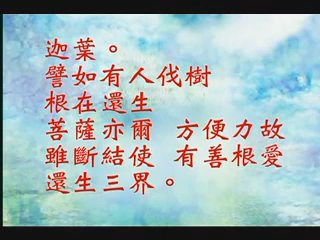 迦葉。
譬如有人伐樹
根在還生
菩薩亦爾 方便力故
雖斷結使 有善根愛
還生三界。